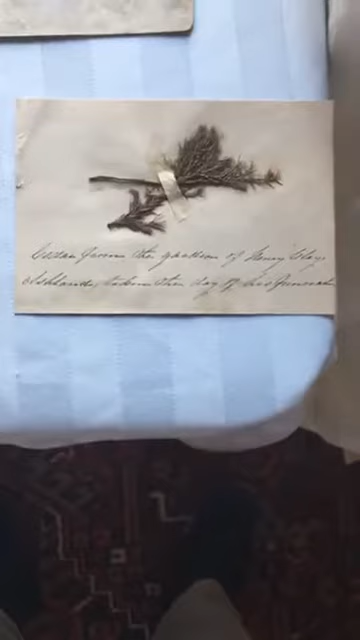 Cedar from the garden of Henry Clay,
Ashland, taken the day of his funeral